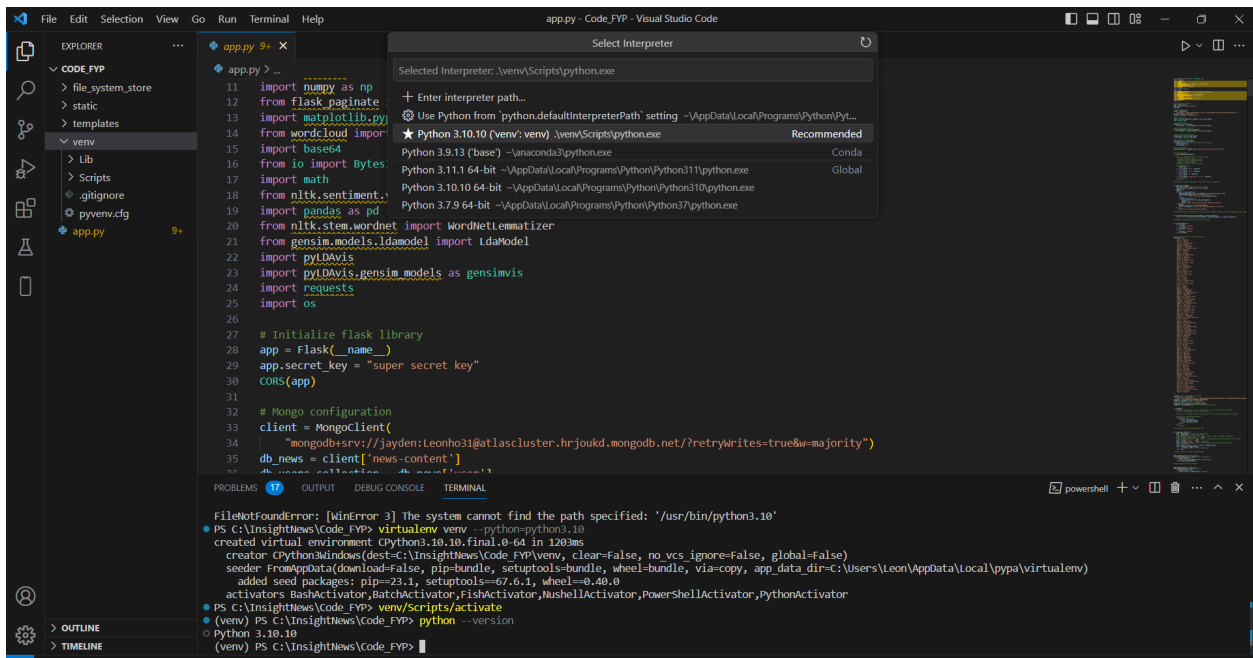 File Edit Selection View Go Run Terminal Help
app.py - Code_FYP - Visual Studio Code
EXPLORER
CODE_FYP
file_system_store
static
templates
venv
Lib
Scripts
.gitignore
pyvenv.cfg
app.py 9+
OUTLINE
TIMELINE
app.py 9+
app.py > ...
Select Interpreter
Selected Interpreter: .\venv\Scripts\python.exe
Enter interpreter path...
Use Python from `python.defaultInterpreterPath` setting ~\AppData\Local\Programs\Python\Pyt...
Python 3.10.10 ('venv': venv) .\venv\Scripts\python.exe Recommended
Python 3.9.13 ('base') ~\anaconda3\python.exe Conda
Python 3.11.1 64-bit ~\AppData\Local\Programs\Python\Python311\python.exe Global
Python 3.10.10 64-bit ~\AppData\Local\Programs\Python\Python310\python.exe
Python 3.7.9 64-bit ~\AppData\Local\Programs\Python\Python37\python.exe
11 import numpy as np
12 from flask_paginate
13 import matplotlib.pyp
14 from wordcloud import
15 import base64
16 from io import Bytes
17 import math
18 from nltk.sentiment.v
19 import pandas as pd
20 from nltk.stem.wordnet import WordNetLemmatizer
21 from gensim.models.ldamodel import LdaModel
22 import pyLDAvis
23 import pyLDAvis.gensim_models as gensimvis
24 import requests
25 import os
26
27 # Initialize flask library
28 app = Flask(__name__)
29 app.secret_key = "super secret key"
30 CORS(app)
31
32 # Mongo configuration
33 client = MongoClient(
34 "mongodb+srv://jayden:Leonho31@atlascluster.hrjoukd.mongodb.net/?retryWrites=true&w=majority")
35 db_news = client['news-content']
PROBLEMS 17 OUTPUT DEBUG CONSOLE TERMINAL
powershell
FileNotFoundError: [WinError 3] The system cannot find the path specified: '/usr/bin/python3.10'
PS C:\InsightNews\Code_FYP> virtualenv venv --python=python3.10
created virtual environment CPython3.10.10.final.0-64 in 1203ms
creator CPython3Windows(dest=C:\InsightNews\Code_FYP\venv, clear=False, no_vcs_ignore=False, global=False)
seeder FromAppData(download=False, pip=bundle, setuptools=bundle, wheel=bundle, via=copy, app_data_dir=C:\Users\Leon\AppData\Local\pypa\virtualenv)
added seed packages: pip==23.1, setuptools==67.6.1, wheel==0.40.0
activators BashActivator,BatchActivator,FishActivator,NushellActivator,PowerShellActivator,PythonActivator
PS C:\InsightNews\Code_FYP> venv/Scripts/activate
(venv) PS C:\InsightNews\Code_FYP> python --version
Python 3.10.10
(venv) PS C:\InsightNews\Code_FYP>